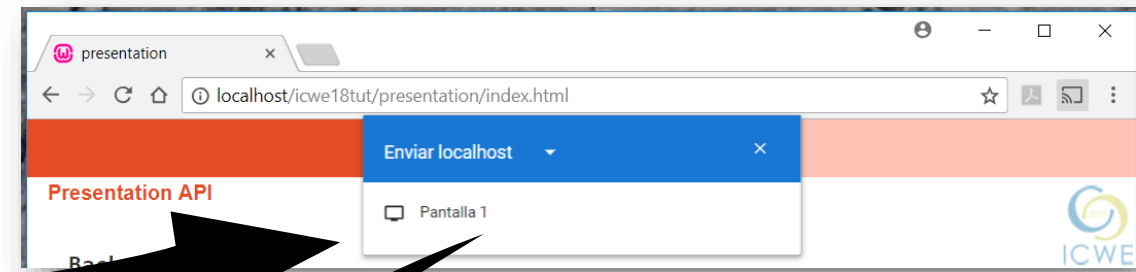 presentation
localhost/icwe18tut/presentation/index.html
Enviar localhost
Presentation API
Pantalla 1
ICWE